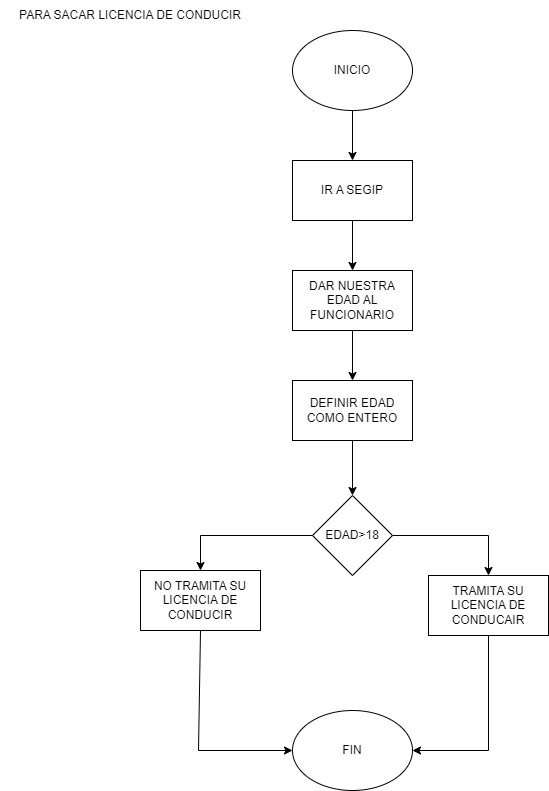 PARA SACAR LICENCIA DE CONDUCIR
INICIO
IR A SEGIP
DAR NUESTRA
EDAD AL
FUNCIONARIO
DEFINIR EDAD
COMO ENTERO
EDAD>18
NO TRAMITA SU
LICENCIA DE
CONDUCIR
TRAMITA SU
LICENCIA DE
CONDUCAIR
FIN